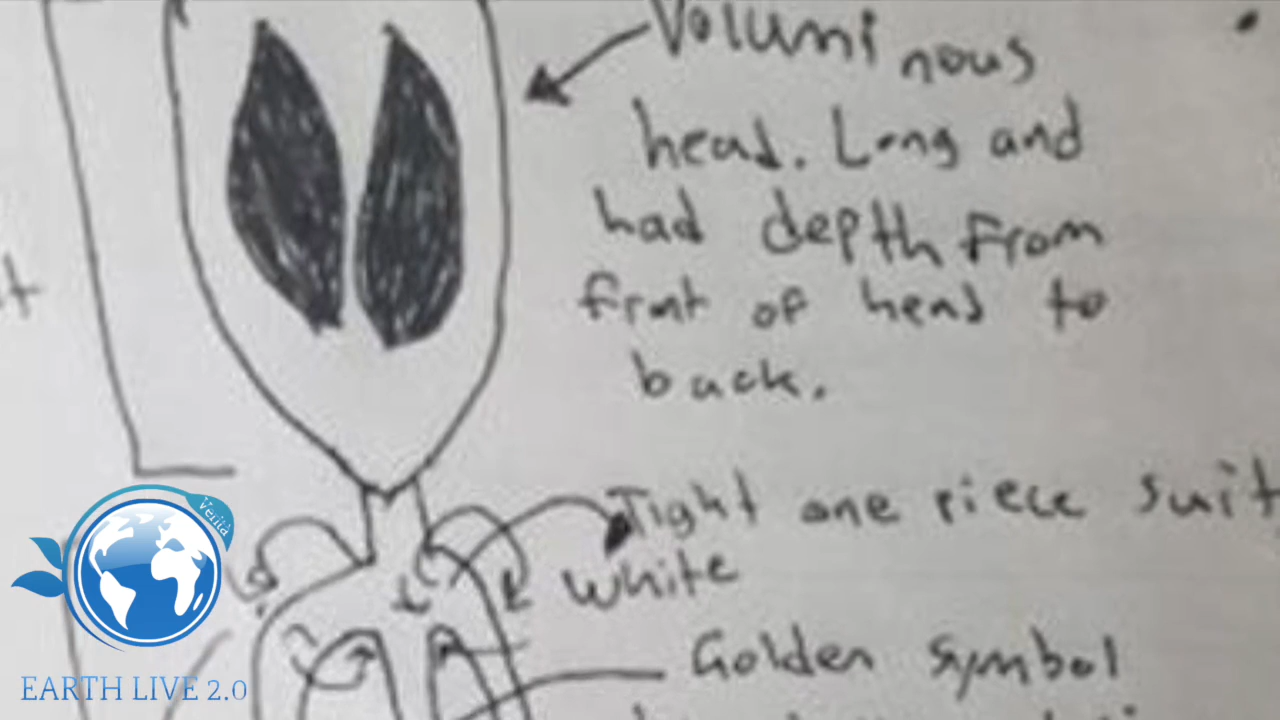 Volumi nous
head. Long and
had depth from
front of head to
back.
Tight one piece suit
white
Golden symbol
Verità
EARTH LIVE 2.0